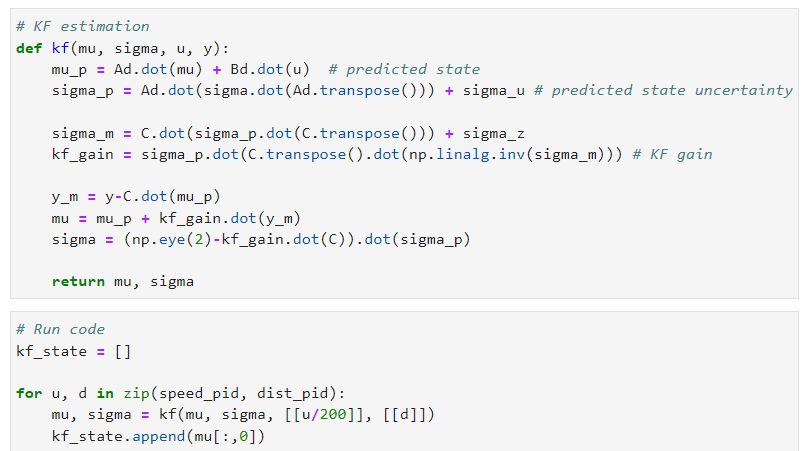 # KF estimation
def kf(mu, sigma, u, y):
    mu_p = Ad.dot(mu) + Bd.dot(u)  # predicted state
    sigma_p = Ad.dot(sigma.dot(Ad.transpose())) + sigma_u # predicted state uncertainty
    sigma_m = C.dot(sigma_p.dot(C.transpose())) + sigma_z
    kf_gain = sigma_p.dot(C.transpose().dot(np.linalg.inv(sigma_m))) # KF gain
    y_m = y-C.dot(mu_p)
    mu = mu_p + kf_gain.dot(y_m)
    sigma = (np.eye(2)-kf_gain.dot(C)).dot(sigma_p)
    return mu, sigma
# Run code
kf_state = []
for u, d in zip(speed_pid, dist_pid):
    mu, sigma = kf(mu, sigma, [[u/200]], [[d]])
    kf_state.append(mu[:,0])